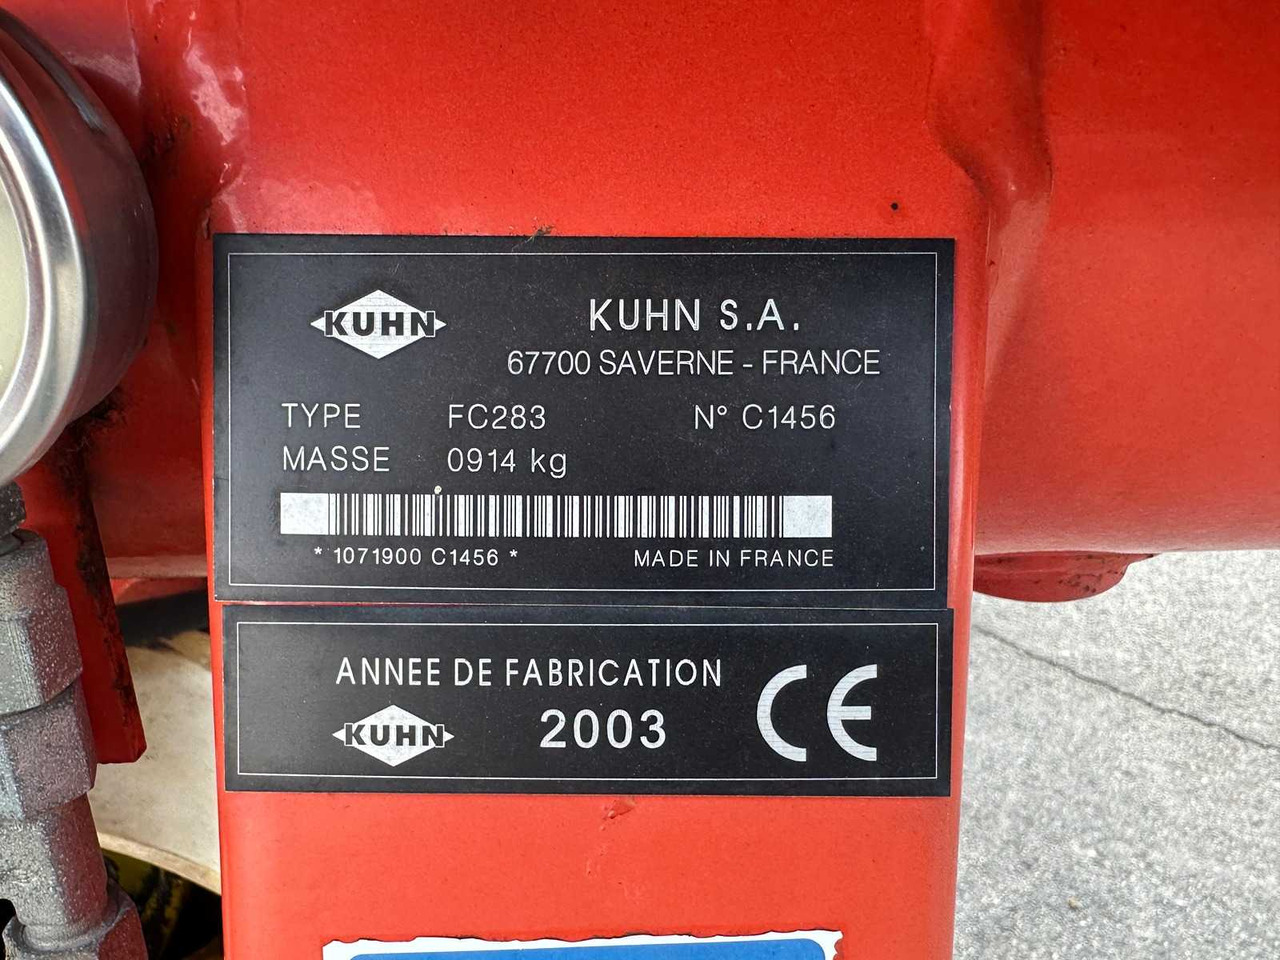 KUHN
KUHN S.A.
67700 SAVERNE - FRANCE
TYPE FC283 N° C1456
MASSE 0914 kg
* 1071900 C1456 * MADE IN FRANCE
ANNEE DE FABRICATION
KUHN 2003 CE